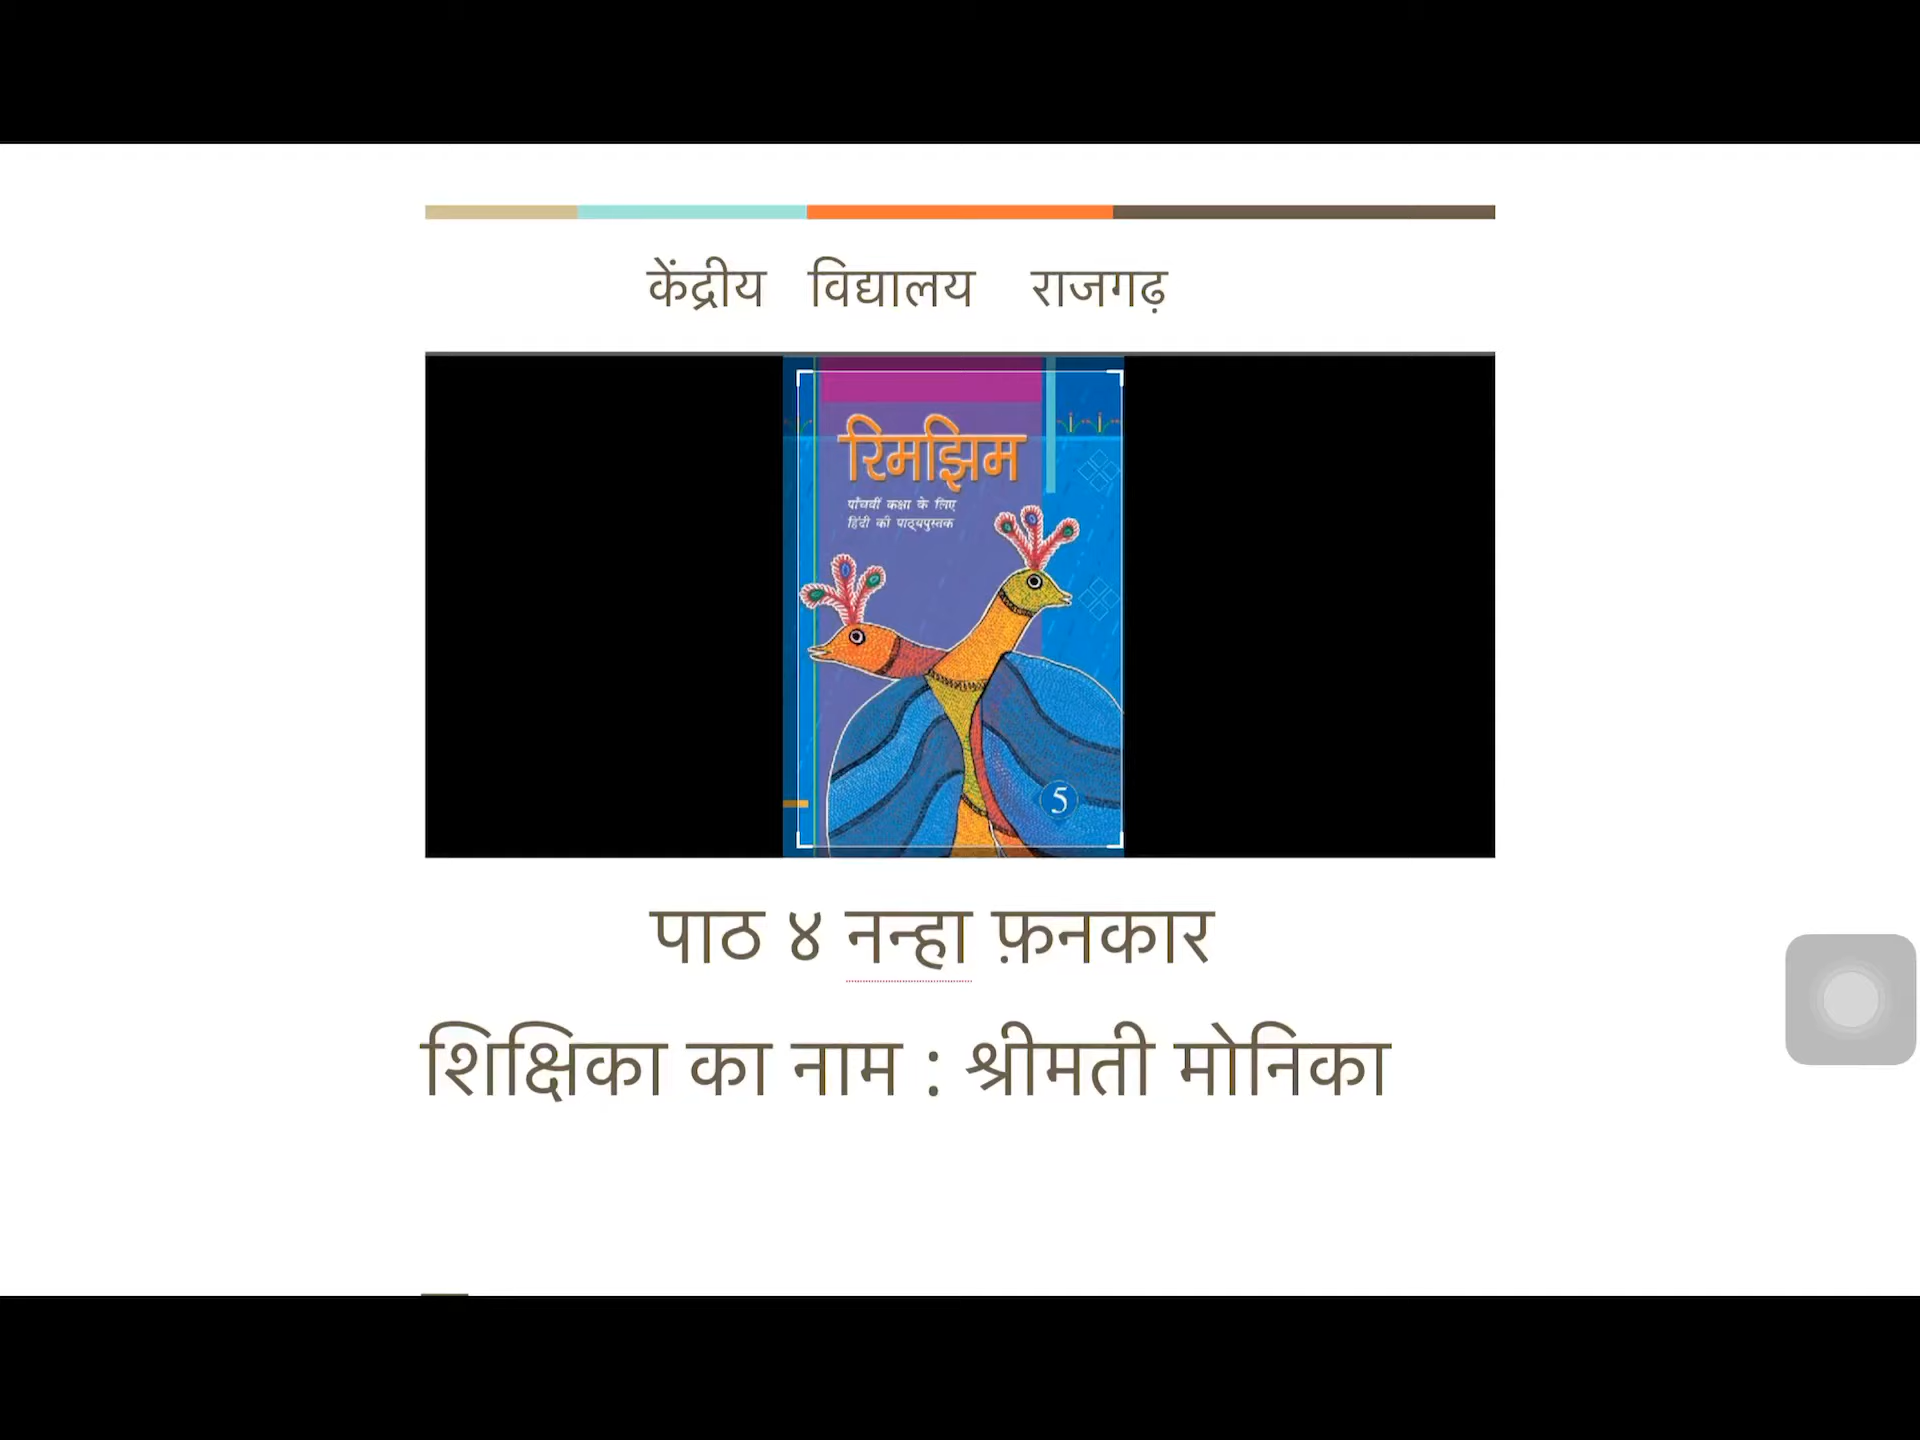 केंद्रीय विद्यालय राजगढ़
रिमझिम
पाँचवीं कक्षा के लिए
हिंदी की पाठ्यपुस्तक
5
पाठ ४ नन्हा फ़नकार
शिक्षिका का नाम : श्रीमती मोनिका